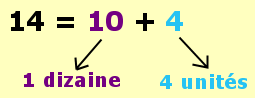 14 = 10 + 4
1 dizaine 4 unités